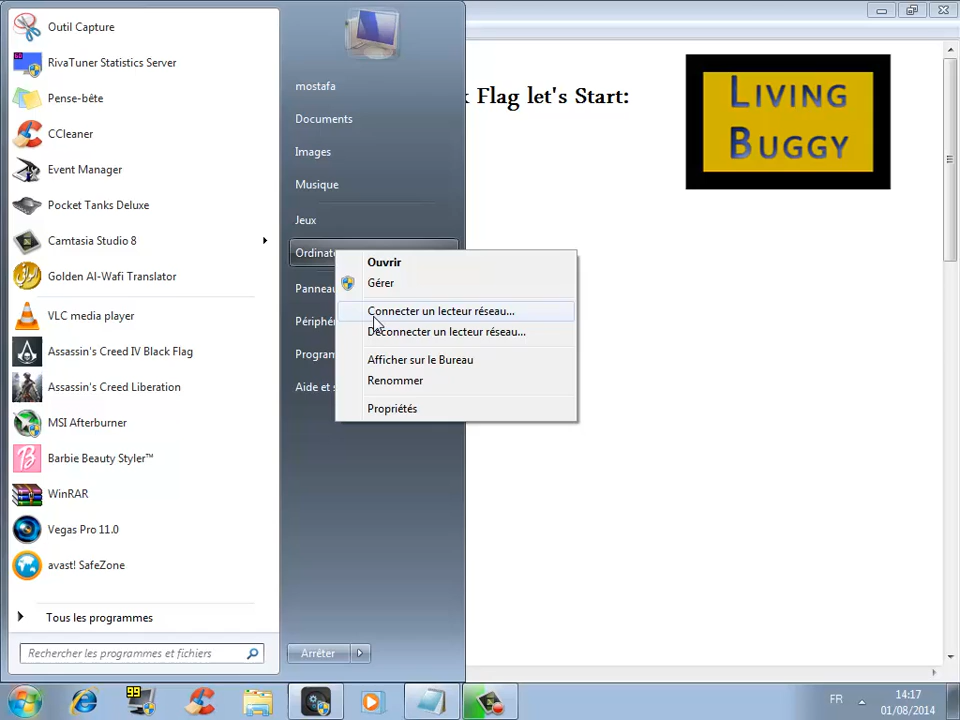 Outil Capture
RivaTuner Statistics Server
Pense-bête
CCleaner
Event Manager
Pocket Tanks Deluxe
Camtasia Studio 8
Golden Al-Wafi Translator
VLC media player
Assassin's Creed IV Black Flag
Assassin's Creed Liberation
MSI Afterburner
Barbie Beauty Styler™
WinRAR
Vegas Pro 11.0
avast! SafeZone
Tous les programmes
Rechercher les programmes et fichiers
mostafa
Documents
Images
Musique
Jeux
Ordinat
Panneau
Périphé
Program
Aide et s
Arrêter
Ouvrir
Gérer
Connecter un lecteur réseau...
Déconnecter un lecteur réseau...
Afficher sur le Bureau
Renommer
Propriétés
k Flag let's Start:
LIVING
BUGGY
99
FR
14:17
01/08/2014